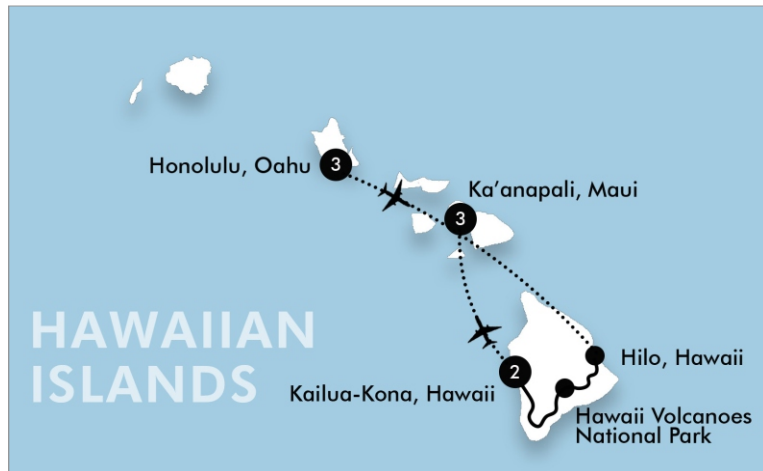 Honolulu, Oahu
3
Ka’anapali, Maui
3
HAWAIIAN
ISLANDS
Hilo, Hawaii
2
Kailua-Kona, Hawaii
Hawaii Volcanoes
National Park